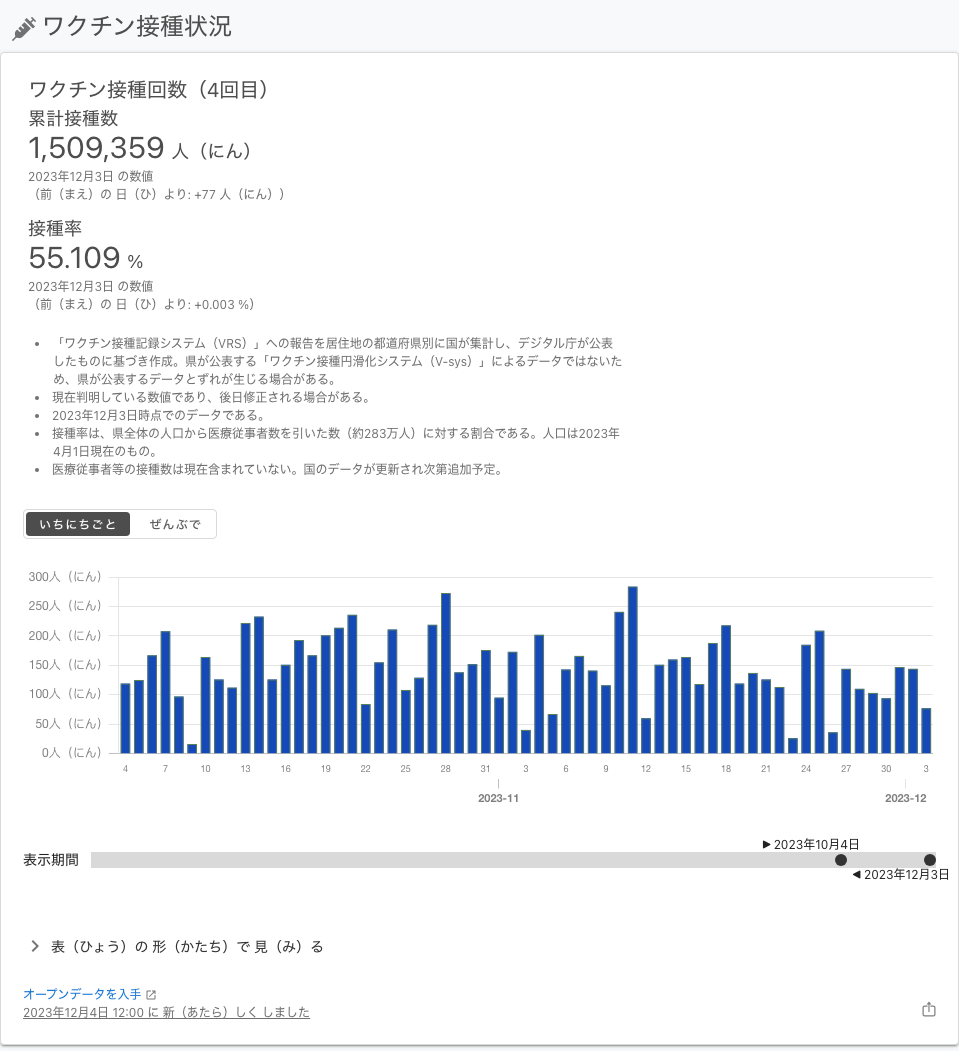 ワクチン接種状況
ワクチン接種回数（4回目）
累計接種数
1,509,359 人（にん）
2023年12月3日 の数値
（前（まえ）の 日（ひ）より: +77 人（にん））
接種率
55.109 %
2023年12月3日 の数値
（前（まえ）の 日（ひ）より: +0.003 %）
• 「ワクチン接種記録システム（VRS）」への報告を居住地の都道府県別に国が集計し、デジタル庁が公表
したものに基づき作成。県が公表する「ワクチン接種円滑化システム（V-sys）」によるデータではないた
め、県が公表するデータとずれが生じる場合がある。
• 現在判明している数値であり、後日修正される場合がある。
• 2023年12月3日時点でのデータである。
• 接種率は、県全体の人口から医療従事者数を引いた数（約283万人）に対する割合である。人口は2023年
4月1日現在のもの。
• 医療従事者等の接種数は現在含まれていない。国のデータが更新され次第追加予定。
いちにちごと ぜんぶで
300人（にん）
250人（にん）
200人（にん）
150人（にん）
100人（にん）
50人（にん）
0人（にん）
4 7 10 13 16 19 22 25 28 31 3 6 9 12 15 18 21 24 27 30 3
2023-11 2023-12
▶ 2023年10月4日
表示期間
◀ 2023年12月3日
表（ひょう）の 形（かたち）で 見（み）る
オープンデータを入手
2023年12月4日 12:00 に 新（あたら）しく しました